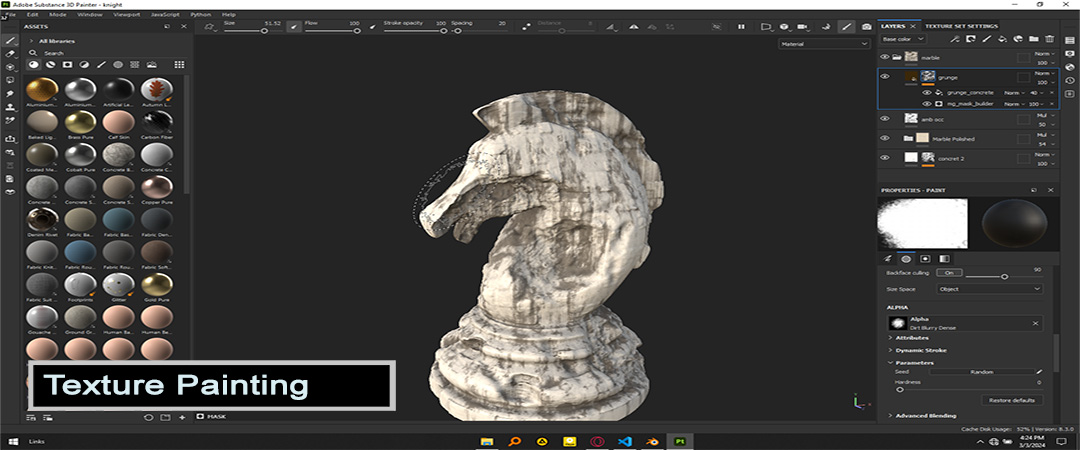 Adobe Substance 3D Painter - knight
File Edit Mode Window Viewport JavaScript Python Help
Size 51.52 Flow 100 Stroke opacity 100 Spacing 20 Distance 8
ASSETS
All libraries
Search
Aluminium... Aluminium... Artificial Le... Autumn L...
Baked Lig... Brass Pure Calf Skin Carbon Fiber
Coated Me... Cobalt Pure Concrete B... Concrete C...
Concrete ... Concrete S... Concrete S... Copper Pure
Denim Rivet Fabric Ba... Fabric Bas... Fabric Den...
Fabric Knit... Fabric Rou... Fabric Rou... Fabric Soft...
Fabric Suit ... Footprints Glitter Gold Pure
Gouache ... Ground Gr... Human Ba... Human Be...
Texture Painting
MASK
Material
LAYERS TEXTURE SET SETTINGS
Base color
marble Norm 100
grunge Norm 100
grunge_concrete Norm 40
mg_mask_builder Norm 100
amb occ Mul 50
Marble Polished Mul 54
concret 2 Norm 100
PROPERTIES - PAINT
Backface culling On 90
Size Space Object
ALPHA
Alpha
Dirt Blurry Dense
Attributes
Dynamic Stroke
Parameters
Seed Random
Hardness 0
Restore defaults
Advanced Blending
Cache Disk Usage: 52% | Version: 8.3.0
Links
Pt
4:24 PM
3/3/2024